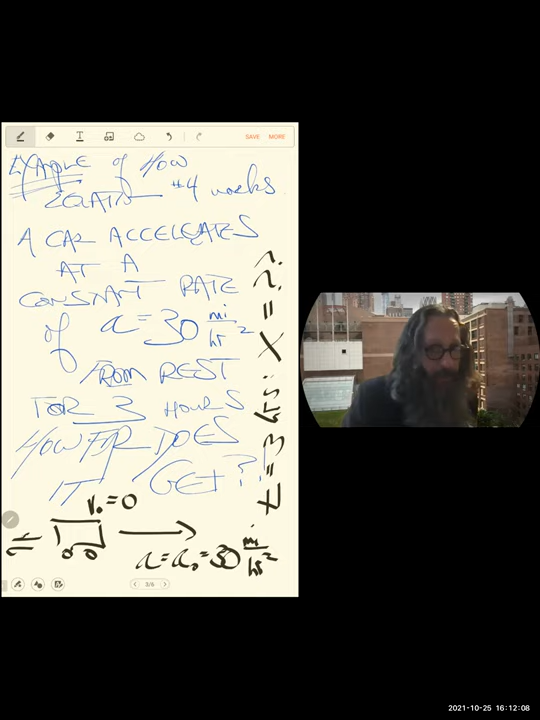 SAVE MORE
EXAMPLE of HOW
EQUATION #4 works
A CAR ACCELERATES
AT A
CONSTANT RATE
of a = 30 mi/hr²
FROM REST
FOR 3 HOURS
HOW FAR DOES
IT GET?
t = 3 hrs: X = ?
V₀ = 0
a = a₀ = 30 mi/hr²
3/6
2021-10-25 16:12:08